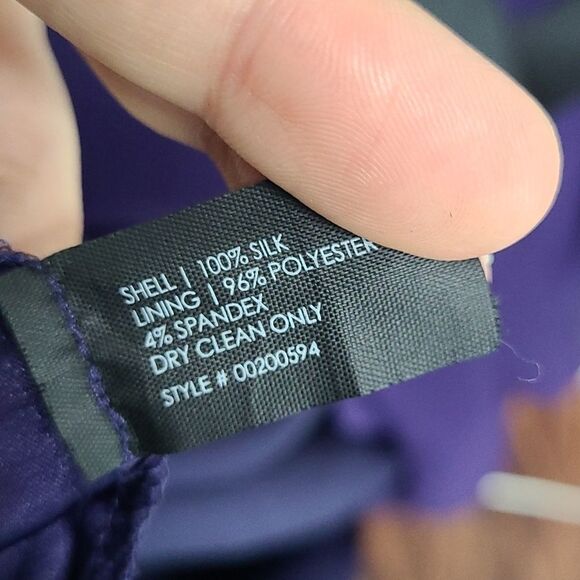 SHELL | 100% SILK
LINING | 96% POLYESTER
4% SPANDEX
DRY CLEAN ONLY
STYLE # 00200594